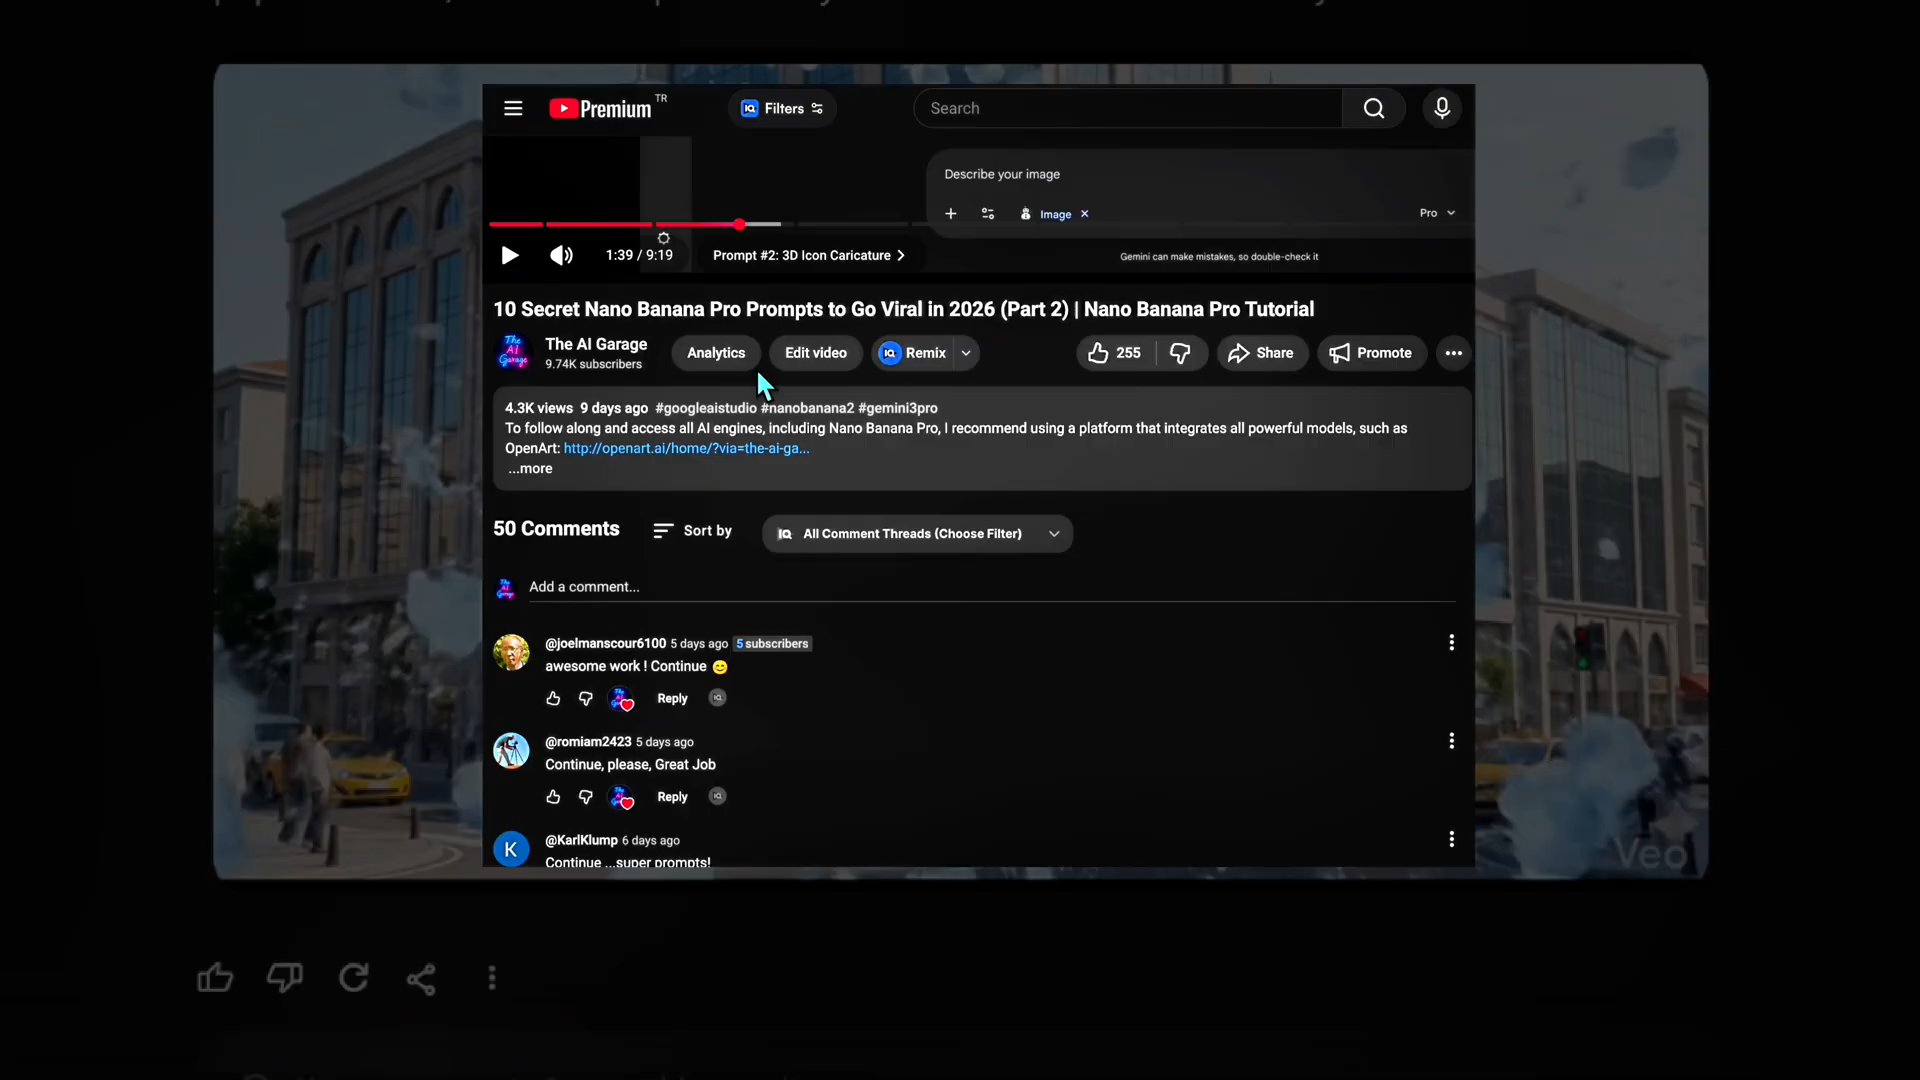 Premium TR
Filters
Search
Describe your image
Image
Pro
1:39 / 9:19
Prompt #2: 3D Icon Caricature
Gemini can make mistakes, so double-check it
10 Secret Nano Banana Pro Prompts to Go Viral in 2026 (Part 2) | Nano Banana Pro Tutorial
The AI Garage
The AI Garage
9.74K subscribers
Analytics
Edit video
IQ Remix
255
Share
Promote
4.3K views 9 days ago #googleaistudio #nanobanana2 #gemini3pro
To follow along and access all AI engines, including Nano Banana Pro, I recommend using a platform that integrates all powerful models, such as
OpenArt: http://openart.ai/home/?via=the-ai-ga...
...more
50 Comments
Sort by
IQ All Comment Threads (Choose Filter)
Add a comment...
@joelmanscour6100 5 days ago 5 subscribers
awesome work ! Continue 😊
Reply
@romiam2423 5 days ago
Continue, please, Great Job
Reply
K
@KarlKlump 6 days ago
Continue ...super prompts!
Veo